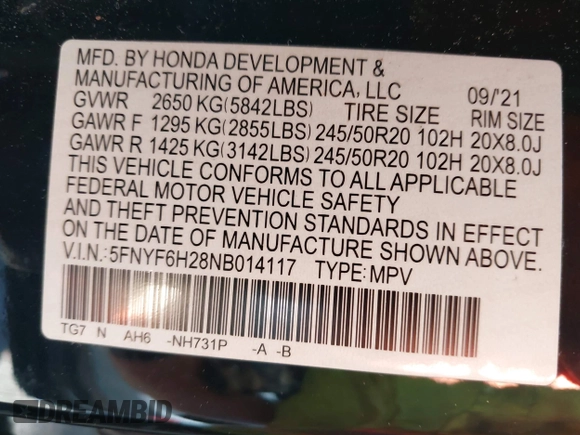 MFD. BY HONDA DEVELOPMENT &
MANUFACTURING OF AMERICA, LLC 09/'21
GVWR 2650 KG(5842LBS) TIRE SIZE RIM SIZE
GAWR F 1295 KG(2855LBS) 245/50R20 102H 20X8.0J
GAWR R 1425 KG(3142LBS) 245/50R20 102H 20X8.0J
THIS VEHICLE CONFORMS TO ALL APPLICABLE
FEDERAL MOTOR VEHICLE SAFETY
AND THEFT PREVENTION STANDARDS IN EFFECT
ON THE DATE OF MANUFACTURE SHOWN ABOVE.
V.I.N.:5FNYF6H28NB014117 TYPE:MPV
TG7 N AH6 -NH731P -A -B
DREAMBID